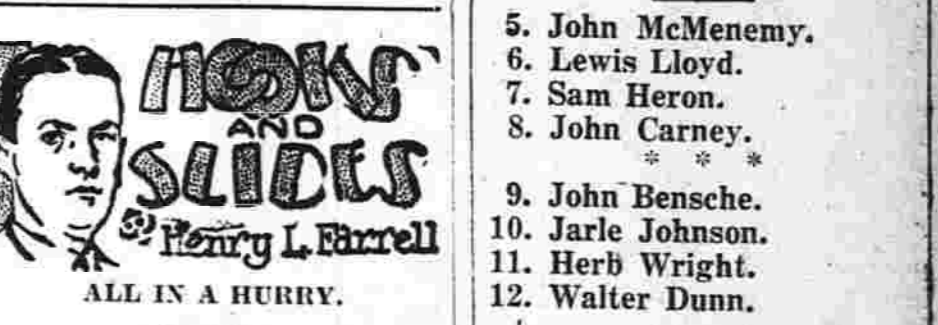 HOOKS
AND
SLIDES
By Henry L. Farrell
ALL IN A HURRY.
5. John McMenemy.
6. Lewis Lloyd.
7. Sam Heron.
8. John Carney.
* * *
9. John Bensche.
10. Jarle Johnson.
11. Herb Wright.
12. Walter Dunn.